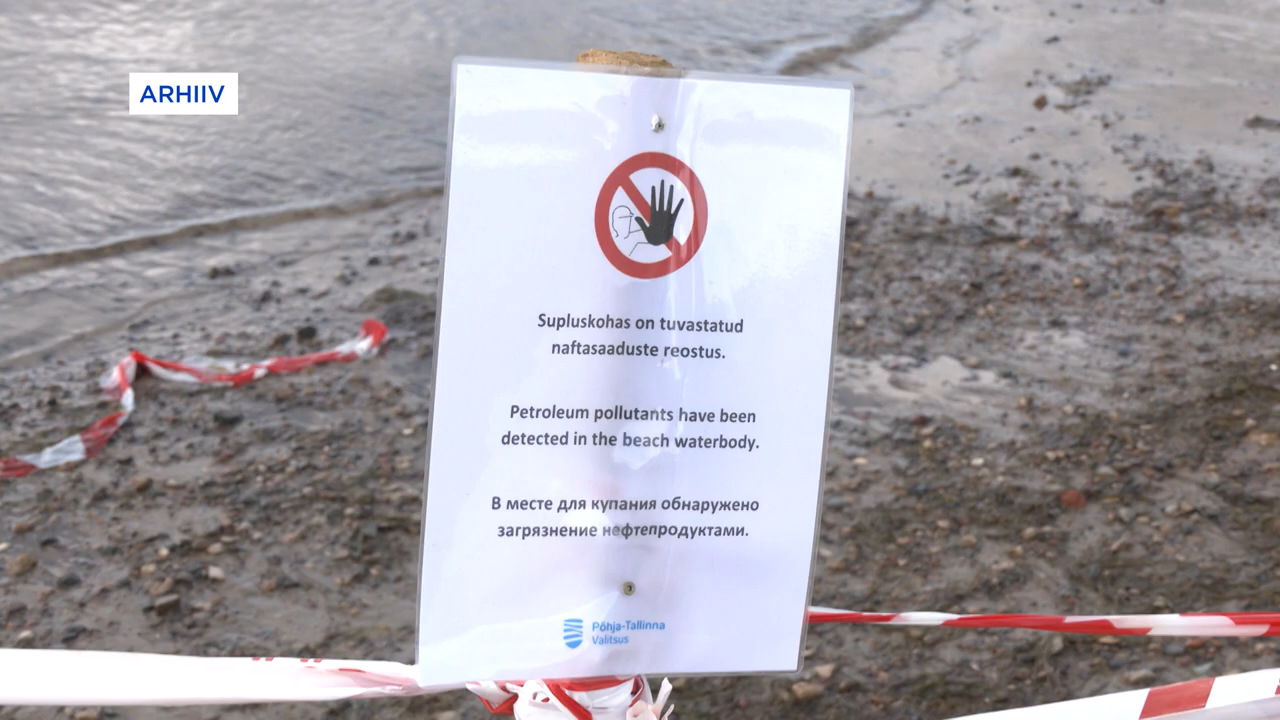 ARHIIV
Supluskohas on tuvastatud
naftasaaduste reostus.
Petroleum pollutants have been
detected in the beach waterbody.
В месте для купания обнаружено
загрязнение нефтепродуктами.
Põhja-Tallinna
Valitsus